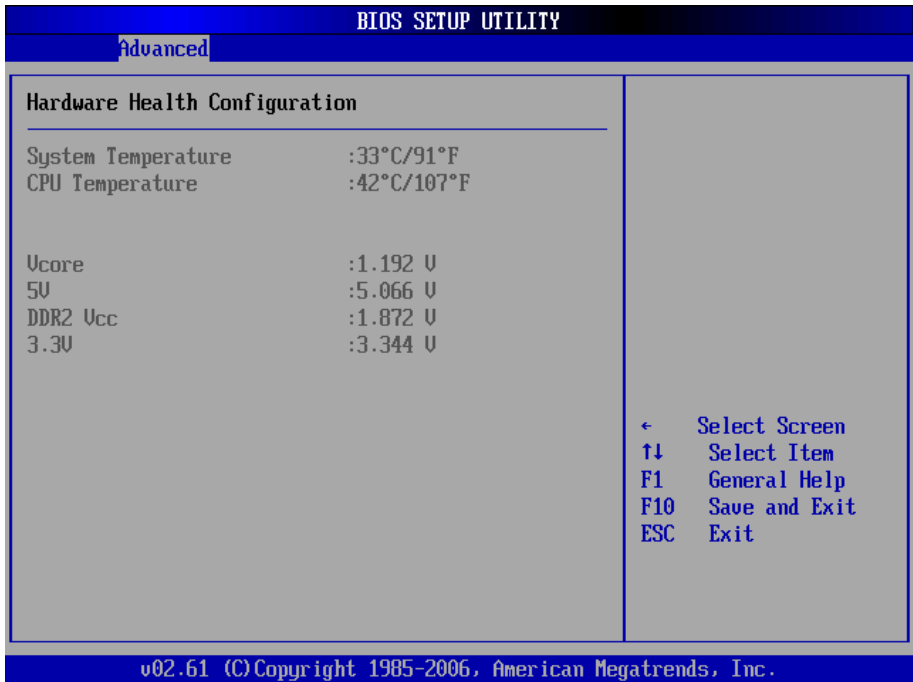 BIOS SETUP UTILITY
Advanced
Hardware Health Configuration
System Temperature :33°C/91°F
CPU Temperature :42°C/107°F
Vcore :1.192 V
5V :5.066 V
DDR2 Vcc :1.872 V
3.3V :3.344 V
← Select Screen
↑↓ Select Item
F1 General Help
F10 Save and Exit
ESC Exit
v02.61 (C)Copyright 1985-2006, American Megatrends, Inc.